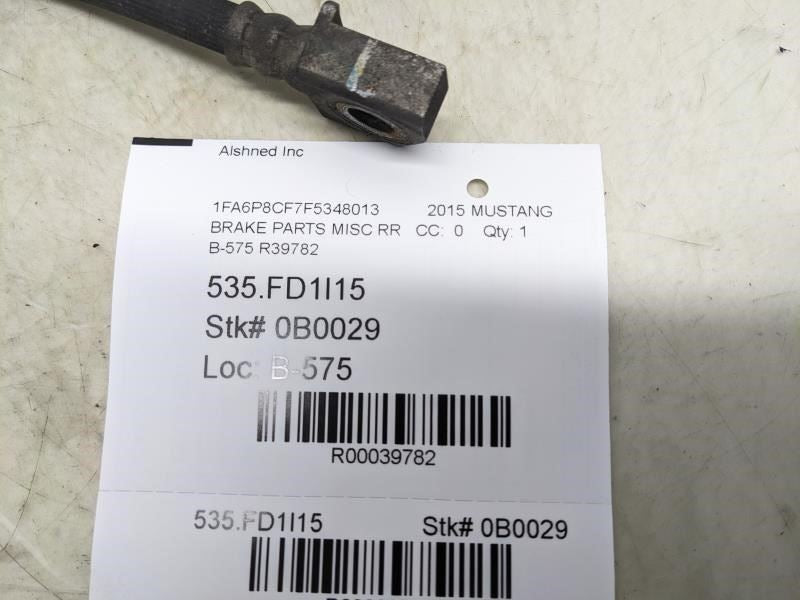 Alshned Inc
1FA6P8CF7F5348013 2015 MUSTANG
BRAKE PARTS MISC RR CC: 0 Qty: 1
B-575 R39782
535.FD1I15
Stk# 0B0029
Loc: B-575
R00039782
535.FD1I15 Stk# 0B0029